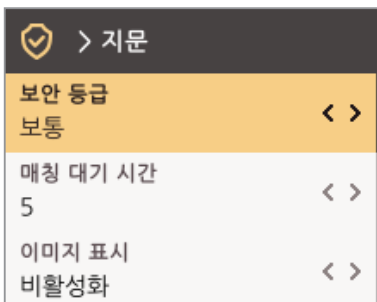 > 지문
보안 등급
보통
< >
매칭 대기 시간
5
< >
이미지 표시
비활성화
< >